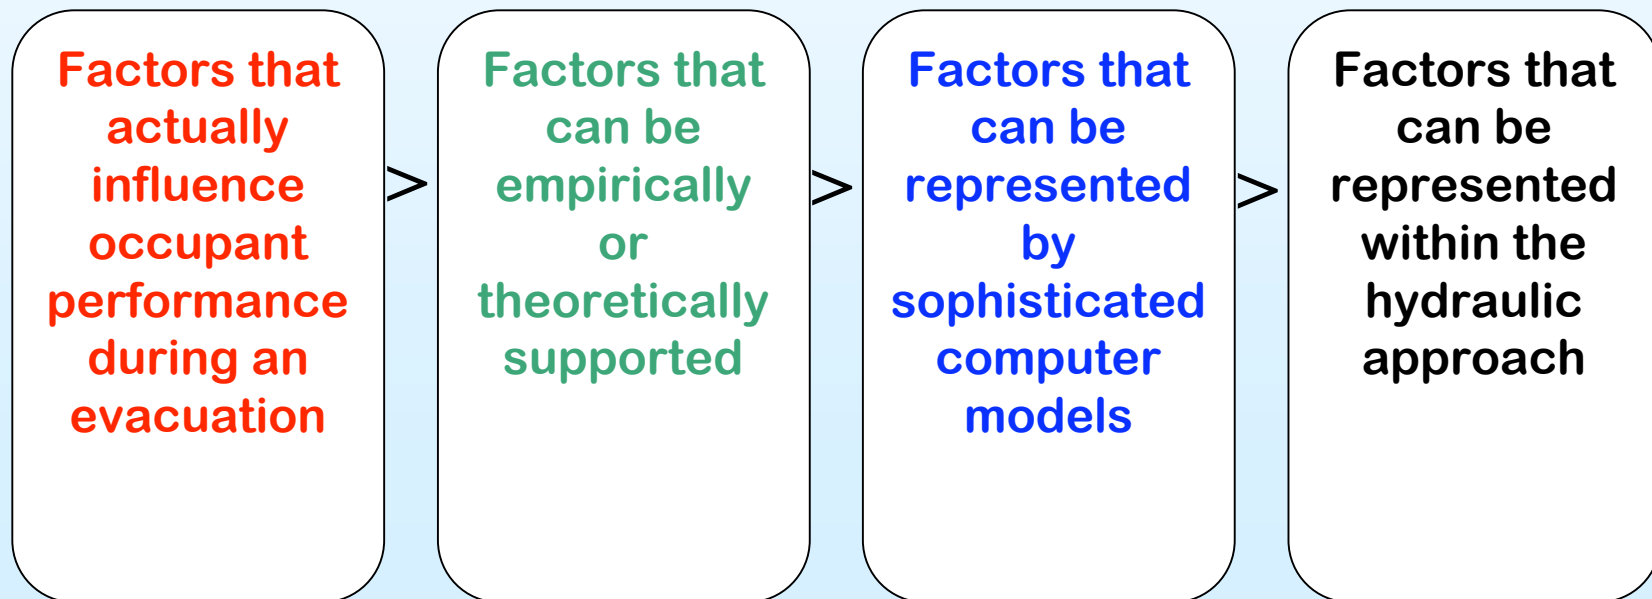 Factors that
actually
influence
occupant
performance
during an
evacuation
>
Factors that
can be
empirically
or
theoretically
supported
>
Factors that
can be
represented
by
sophisticated
computer
models
>
Factors that
can be
represented
within the
hydraulic
approach